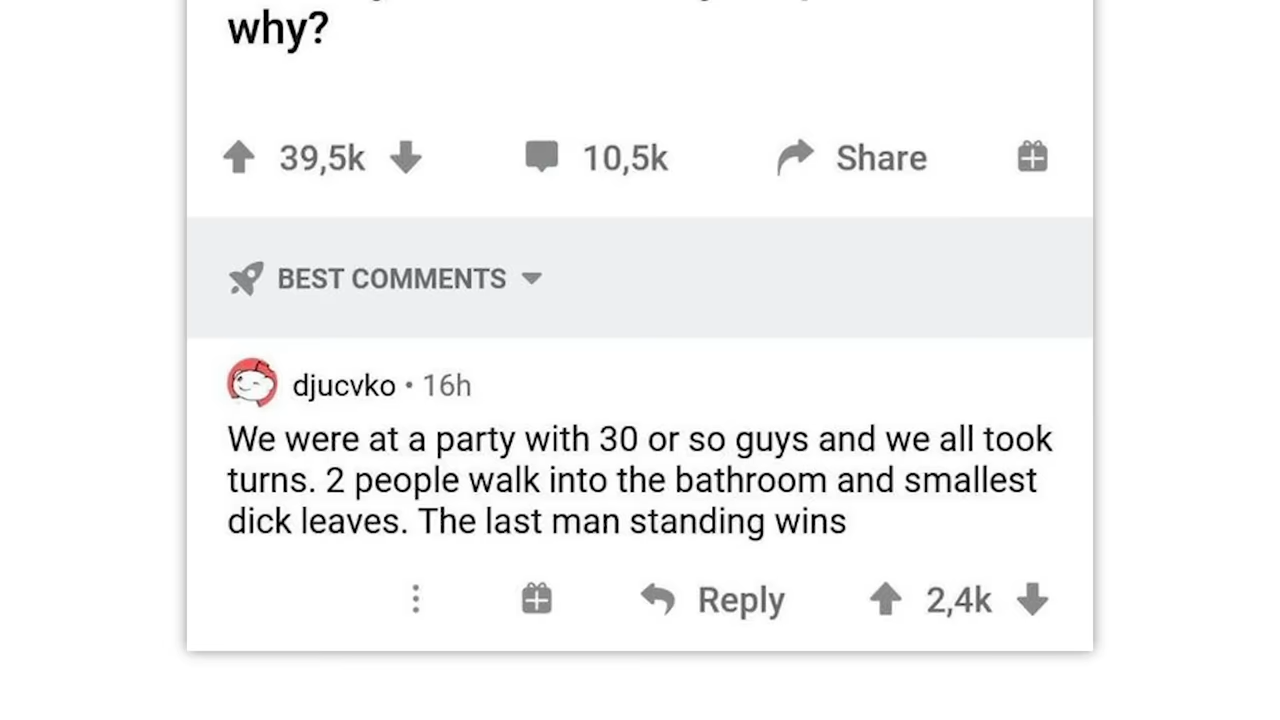 why?
39,5k
10,5k
Share
BEST COMMENTS
djucvko • 16h
We were at a party with 30 or so guys and we all took
turns. 2 people walk into the bathroom and smallest
dick leaves. The last man standing wins
Reply
2,4k